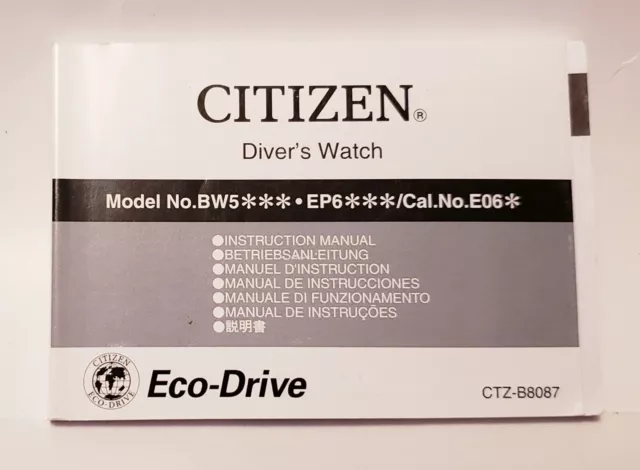 CITIZEN®
Diver's Watch
Model No.BW5✳✳✳・EP6✳✳✳/Cal.No.E06✳
●INSTRUCTION MANUAL
●BETRIEBSANLEITUNG
●MANUEL D'INSTRUCTION
●MANUAL DE INSTRUCCIONES
●MANUALE DI FUNZIONAMENTO
●MANUAL DE INSTRUÇÕES
●説明書
CITIZEN
ECO-DRIVE
Eco-Drive
CTZ-B8087